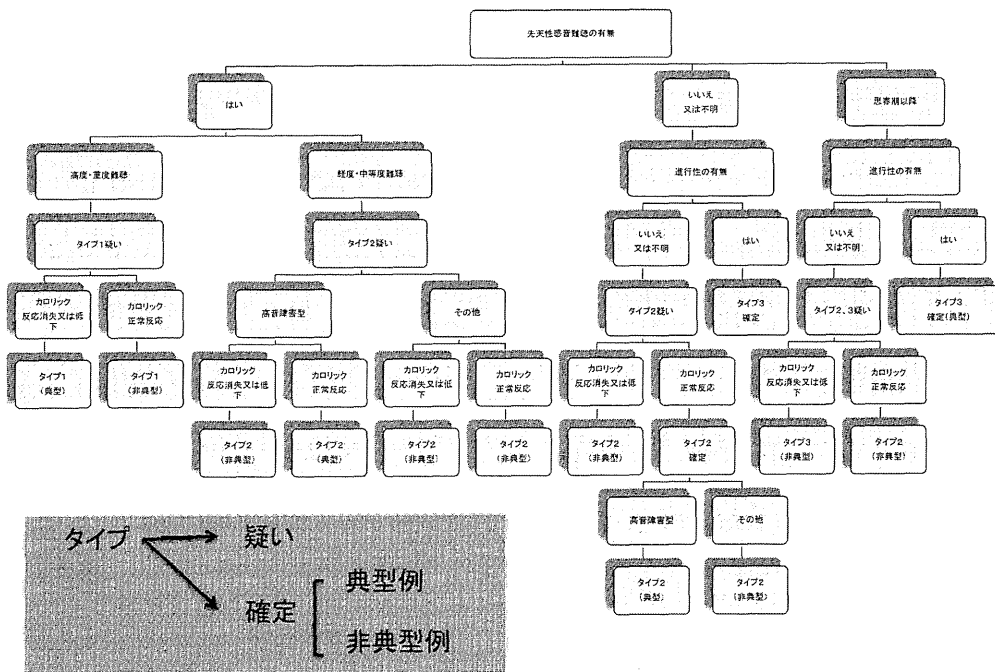 先天性感音難聴の有無
はい
いいえ
又は不明
思春期以降
高度・重度難聴
軽度・中等度難聴
進行性の有無
進行性の有無
タイプ1疑い
タイプ2疑い
いいえ
又は不明
はい
いいえ
又は不明
はい
カロリック
反応消失又は低
下
カロリック
正常反応
高音障害型
その他
タイプ2疑い
タイプ3
確定
タイプ2、3疑い
タイプ3
確定(典型)
タイプ1
(典型)
タイプ1
(非典型)
カロリック
反応消失又は低
下
カロリック
正常反応
カロリック
反応消失又は低
下
カロリック
正常反応
カロリック
反応消失又は低
下
カロリック
正常反応
カロリック
反応消失又は低
下
カロリック
正常反応
タイプ2
(非典型)
タイプ2
(典型)
タイプ2
(非典型)
タイプ2
(非典型)
タイプ2
(非典型)
タイプ2
確定
タイプ3
(非典型)
タイプ2
(非典型)
高音障害型
その他
タイプ2
(典型)
タイプ2
(非典型)
タイプ
疑い
確定
典型例
非典型例